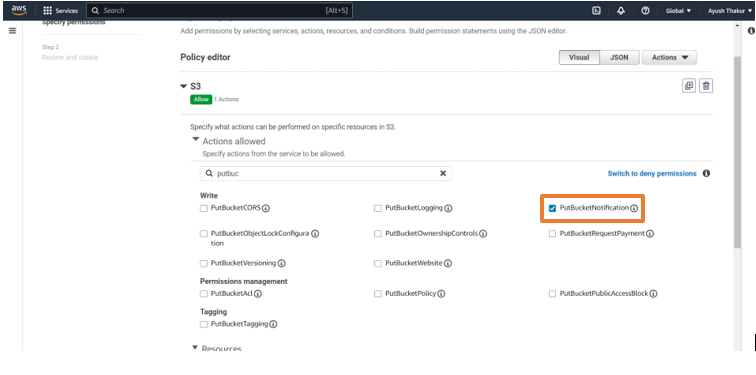 aws Services Search [Alt+S] Global ▼ Ayush Thakur ▼
Specify permissions
Add permissions by selecting services, actions, resources, and conditions. Build permission statements using the JSON editor.
Step 2
Review and create
Policy editor Visual JSON Actions ▼
S3
Allow 1 Actions
Specify what actions can be performed on specific resources in S3.
Actions allowed
Specify actions from the service to be allowed.
putbuc Switch to deny permissions
Write
PutBucketCORS PutBucketLogging PutBucketNotification
PutBucketObjectLockConfigura PutBucketOwnershipControls PutBucketRequestPayment
tion
PutBucketVersioning PutBucketWebsite
Permissions management
PutBucketAcl PutBucketPolicy PutBucketPublicAccessBlock
Tagging
PutBucketTagging
Resources